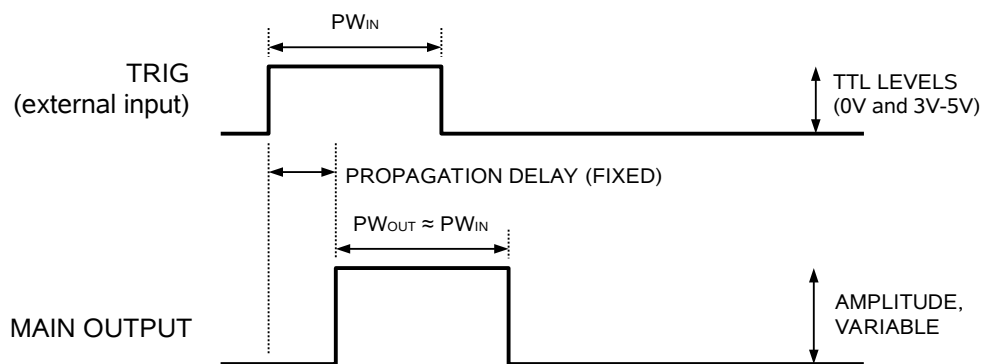 PWIN
TRIG
(external input)
TTL LEVELS
(0V and 3V-5V)
PROPAGATION DELAY (FIXED)
PWOUT ≈ PWIN
MAIN OUTPUT
AMPLITUDE,
VARIABLE